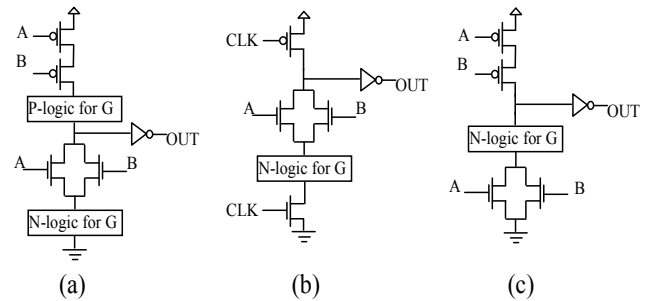 A
B
P-logic for G
OUT
A
B
N-logic for G
(a)
CLK
OUT
A
B
N-logic for G
CLK
(b)
A
B
OUT
N-logic for G
A
B
(c)